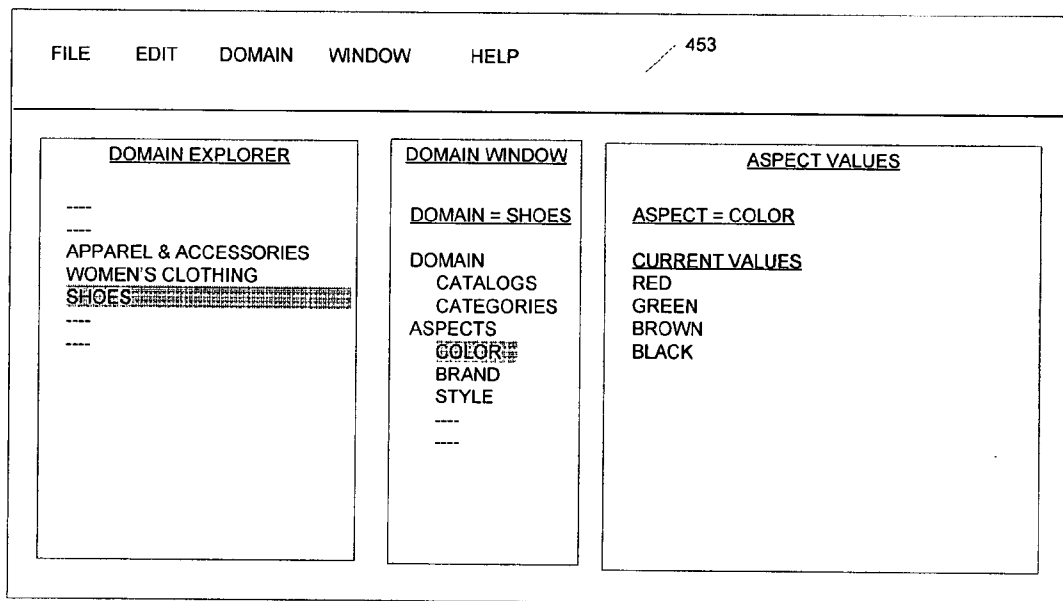 FILE EDIT DOMAIN WINDOW HELP 453
DOMAIN EXPLORER
----
----
APPAREL & ACCESSORIES
WOMEN'S CLOTHING
SHOES
----
----
DOMAIN WINDOW
DOMAIN = SHOES
DOMAIN
CATALOGS
CATEGORIES
ASPECTS
COLOR
BRAND
STYLE
----
----
ASPECT VALUES
ASPECT = COLOR
CURRENT VALUES
RED
GREEN
BROWN
BLACK